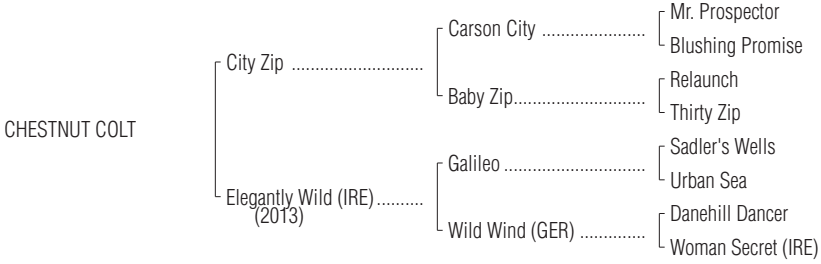 Mr. Prospector
Carson City ......................
Blushing Promise
City Zip ............................
Relaunch
Baby Zip............................
Thirty Zip
CHESTNUT COLT
Sadler's Wells
Galileo ..............................
Urban Sea
Elegantly Wild (IRE)..........
(2013)
Danehill Dancer
Wild Wind (GER) ..............
Woman Secret (IRE)